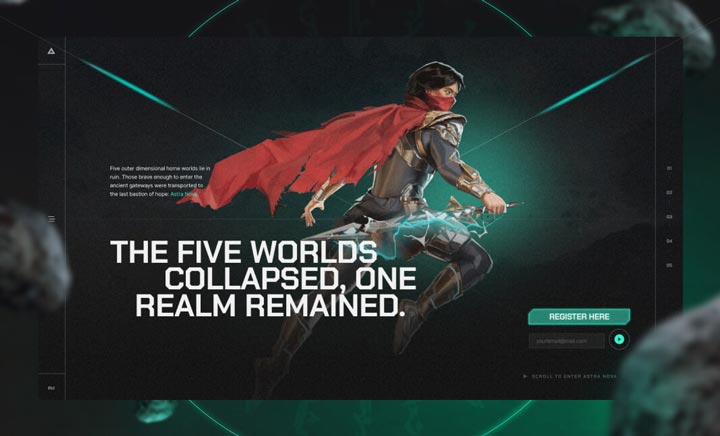 Five outer dimensional home worlds lie in
ruin. Those brave enough to enter the
ancient gateways were transported to
the last bastion of hope: Astra Nova.
THE FIVE WORLDS
COLLAPSED, ONE
REALM REMAINED.
01
02
03
04
05
REGISTER HERE
youremail@mail.com
SCROLL TO ENTER ASTRA NOVA